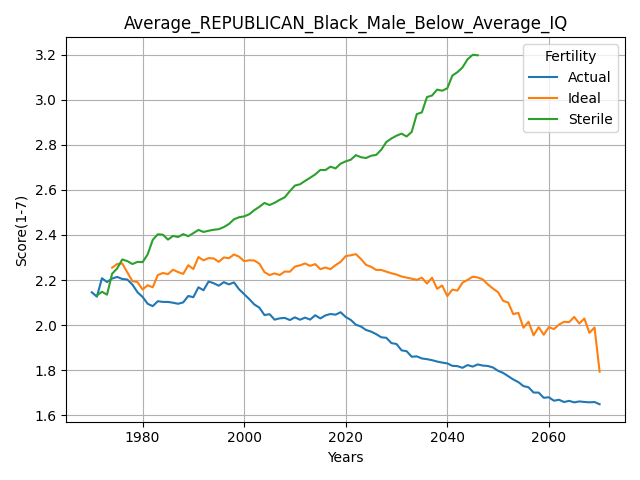 Average_REPUBLICAN_Black_Male_Below_Average_IQ
Score(1-7)
3.2
3.0
2.8
2.6
2.4
2.2
2.0
1.8
1.6
Fertility
Actual
Ideal
Sterile
1980 2000 2020 2040 2060
Years